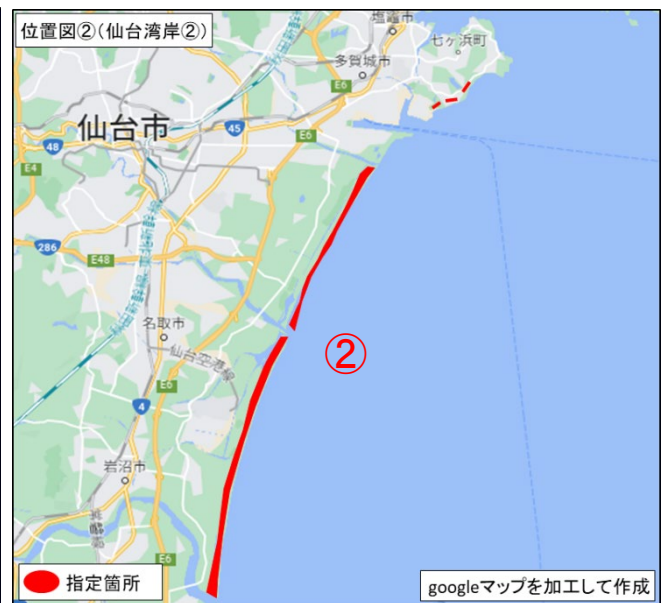 位置図②(仙台湾岸②)
塩竈市
七ヶ浜町
多賀城市
E6
仙台市
45
E6
48
E4
286
E48
名取市
仙台空港線
②
E6
4
岩沼市
E6
指定箇所
googleマップを加工して作成